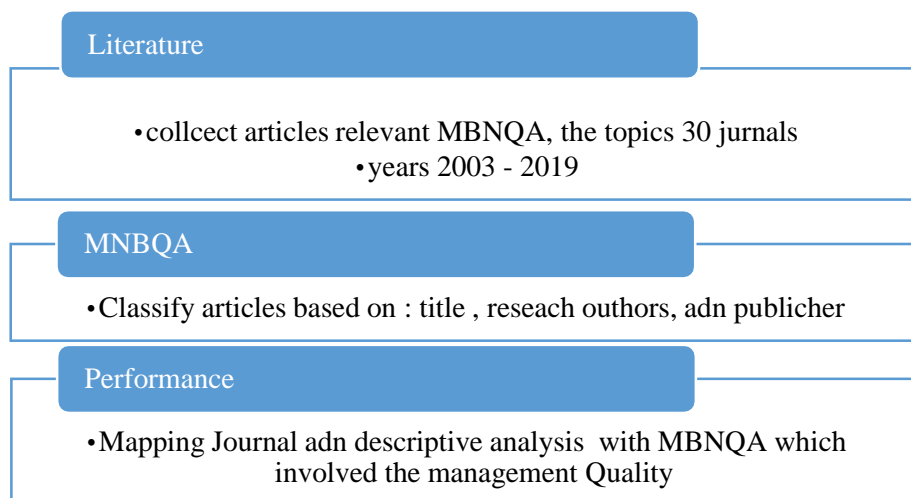 Literature
•collcect articles relevant MBNQA, the topics 30 jurnals
•years 2003 - 2019
MNBQA
•Classify articles based on : title , reseach outhors, adn publicher
Performance
•Mapping Journal adn descriptive analysis with MBNQA which
involved the management Quality